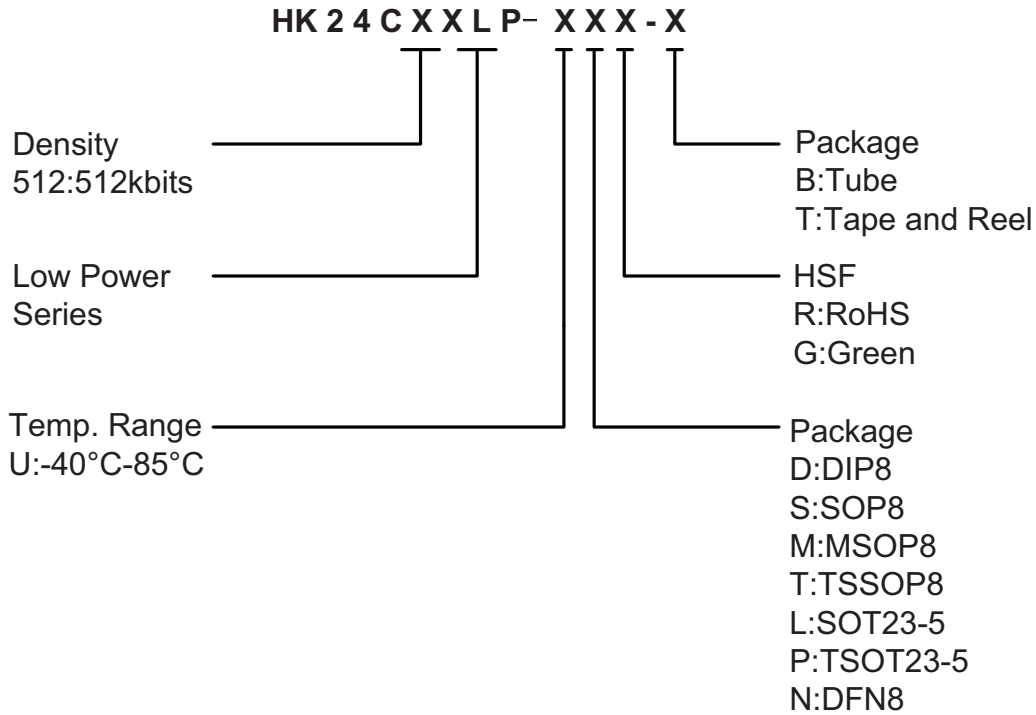 HK24CXXLP- XXX-X
Density
512:512kbits
Low Power
Series
Temp. Range
U:-40°C-85°C
Package
B:Tube
T:Tape and Reel
HSF
R:RoHS
G:Green
Package
D:DIP8
S:SOP8
M:MSOP8
T:TSSOP8
L:SOT23-5
P:TSOT23-5
N:DFN8